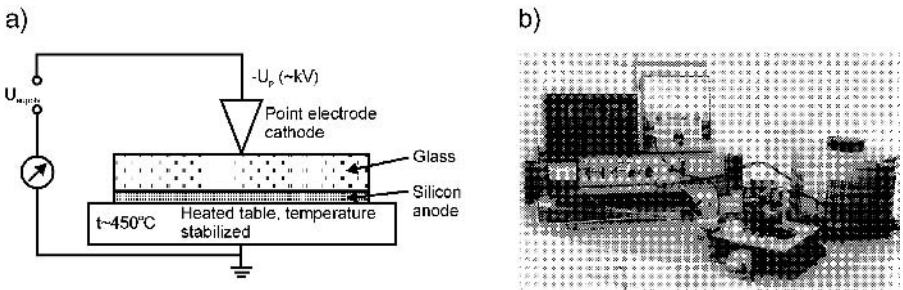 a)
b)
-Up (~kV)
Usupply
Point electrode
cathode
Glass
Silicon
anode
t~450°C
Heated table, temperature
stabilized